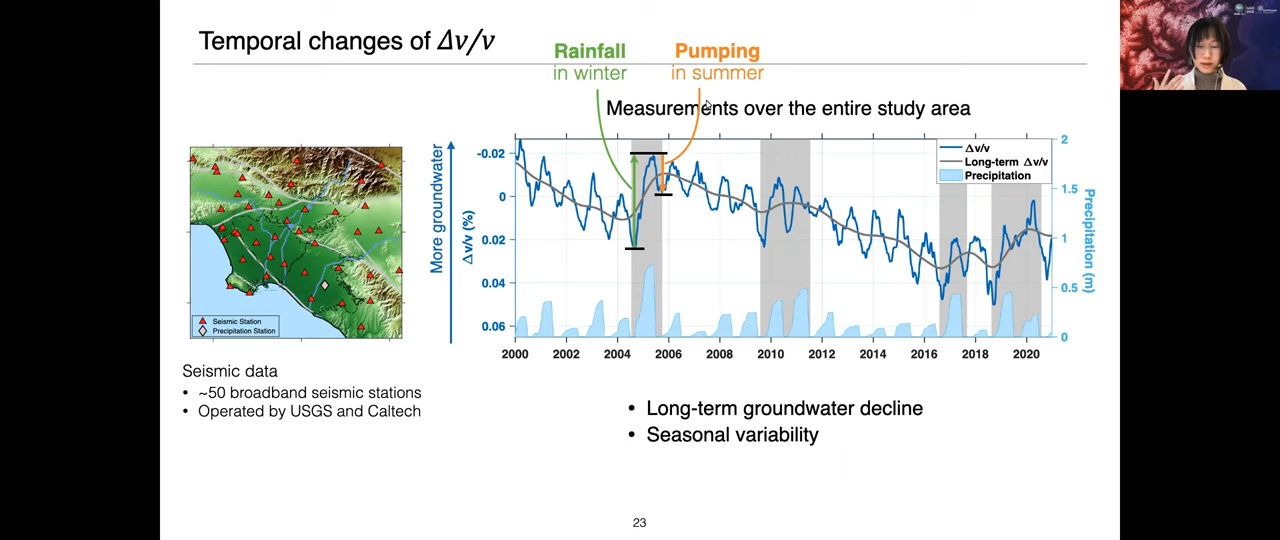 Temporal changes of Δv/v
Rainfall
in winter
Pumping
in summer
Measurements over the entire study area
More groundwater
Δv/v (%)
-0.02
0
0.02
0.04
0.06
Δv/v
Long-term Δv/v
Precipitation
2
1.5
1
0.5
0
Precipitation (m)
2000 2002 2004 2006 2008 2010 2012 2014 2016 2018 2020
Seismic Station
Precipitation Station
Seismic data
• ~50 broadband seismic stations
• Operated by USGS and Caltech
• Long-term groundwater decline
• Seasonal variability
23